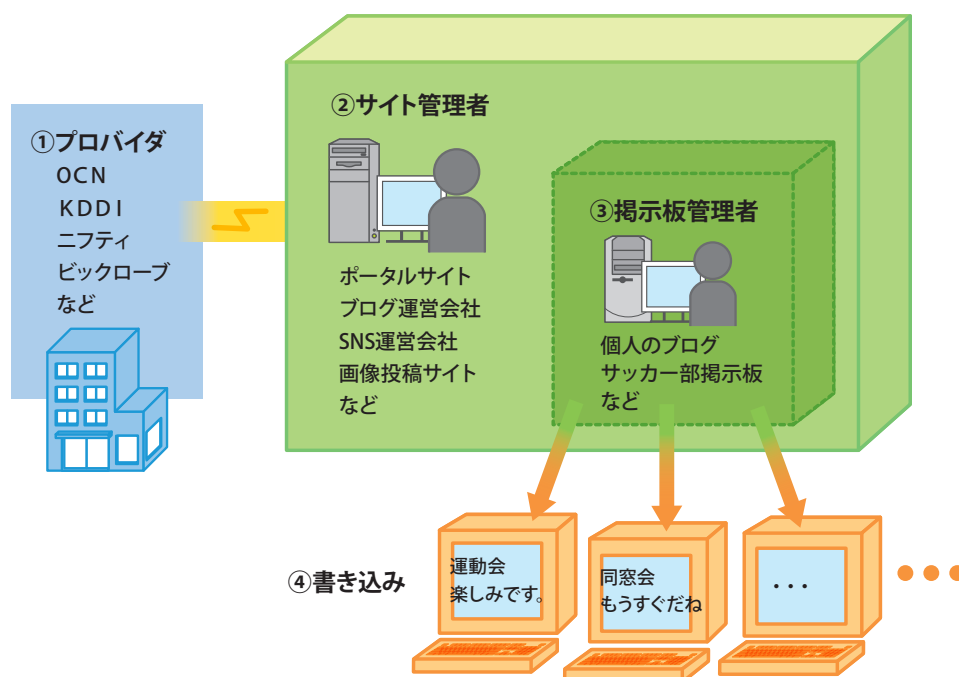 ①プロバイダ
OCN
KDDI
ニフティ
ビックローブ
など
②サイト管理者
ポータルサイト
ブログ運営会社
SNS運営会社
画像投稿サイト
など
③掲示板管理者
個人のブログ
サッカー部掲示板
など
④書き込み
運動会
楽しみです。
同窓会
もうすぐだね
・・・